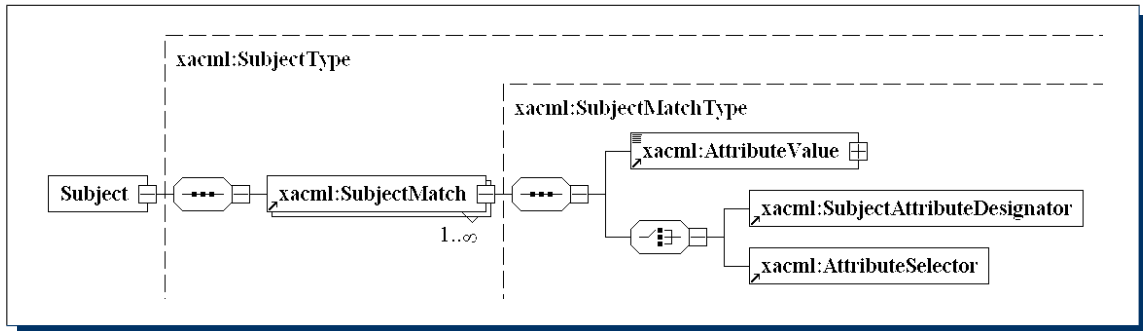 xacml:SubjectType
xacml:SubjectMatchType
xacml:AttributeValue
Subject
xacml:SubjectMatch
1..∞
xacml:SubjectAttributeDesignator
xacml:AttributeSelector